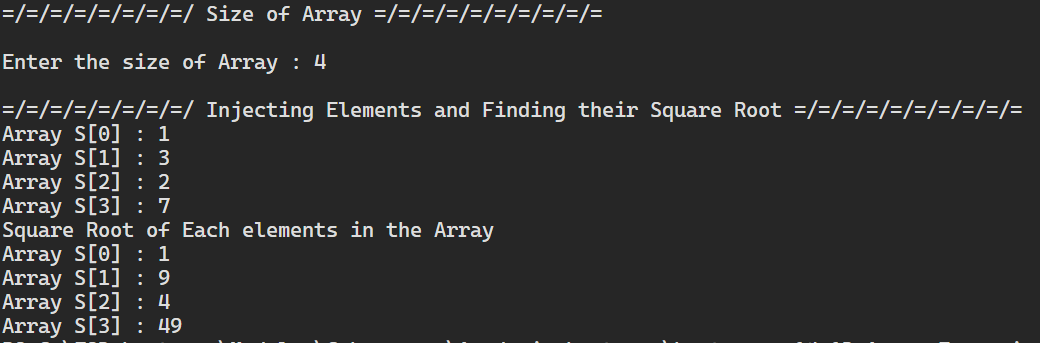 =/=/=/=/=/=/=/=/ Size of Array =/=/=/=/=/=/=/=/=/=
Enter the size of Array : 4
=/=/=/=/=/=/=/=/ Injecting Elements and Finding their Square Root =/=/=/=/=/=/=/=/=/=
Array S[0] : 1
Array S[1] : 3
Array S[2] : 2
Array S[3] : 7
Square Root of Each elements in the Array
Array S[0] : 1
Array S[1] : 9
Array S[2] : 4
Array S[3] : 49